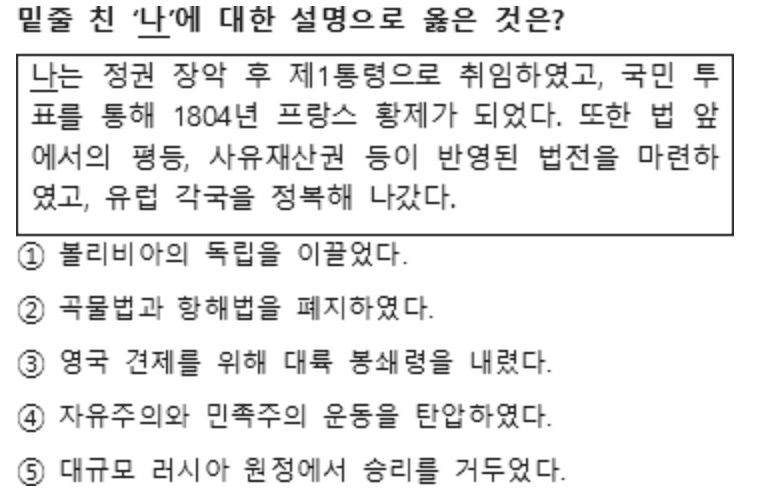 밑줄 친 '나'에 대한 설명으로 옳은 것은?
나는 정권 장악 후 제1통령으로 취임하였고, 국민 투
표를 통해 1804년 프랑스 황제가 되었다. 또한 법 앞
에서의 평등, 사유재산권 등이 반영된 법전을 마련하
였고, 유럽 각국을 정복해 나갔다.
① 볼리비아의 독립을 이끌었다.
② 곡물법과 항해법을 폐지하였다.
③ 영국 견제를 위해 대륙 봉쇄령을 내렸다.
④ 자유주의와 민족주의 운동을 탄압하였다.
⑤ 대규모 러시아 원정에서 승리를 거두었다.